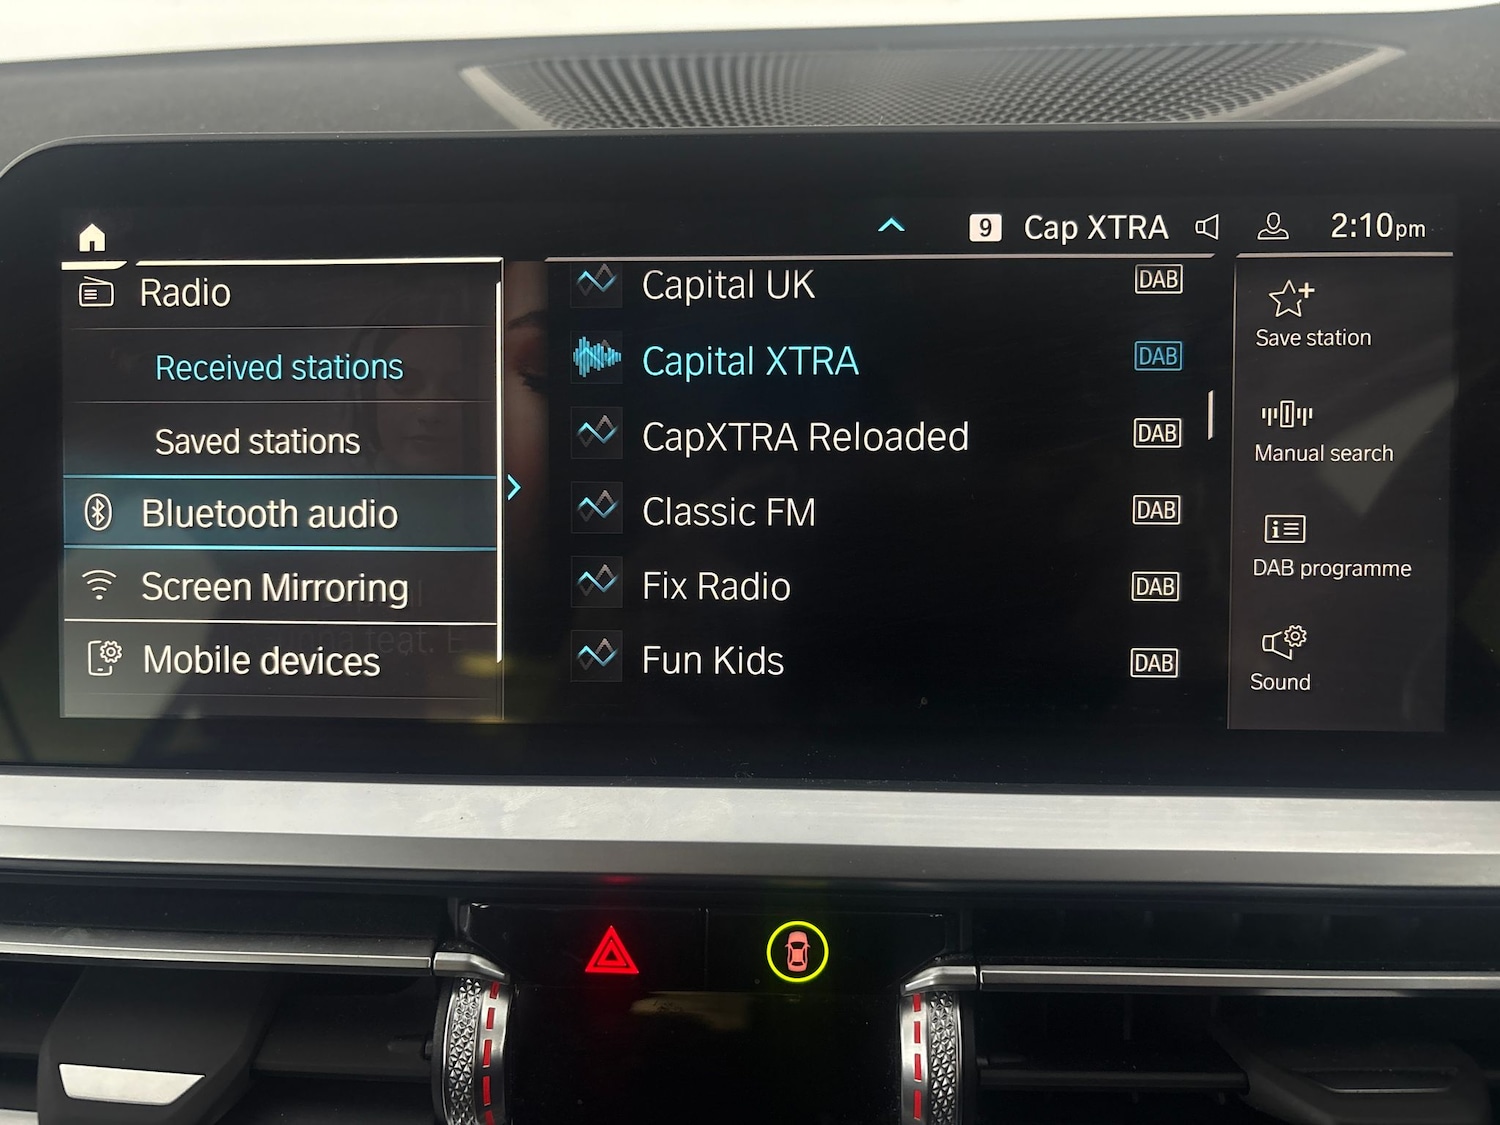 9 Cap XTRA 2:10pm
Radio
Received stations
Saved stations
Bluetooth audio
Screen Mirroring
Mobile devices
Capital UK DAB
Capital XTRA DAB
CapXTRA Reloaded DAB
Classic FM DAB
Fix Radio DAB
Fun Kids DAB
Save station
Manual search
DAB programme
Sound